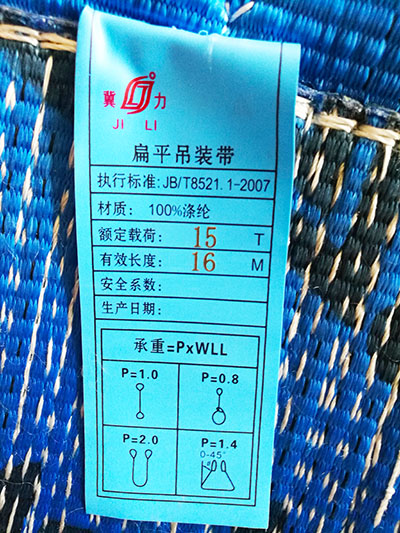 冀 力
JI LI
扁平吊装带
执行标准:JB/T8521.1-2007
材质: 100%涤纶
额定载荷: 15 T
有效长度: 16 M
安全系数:
生产日期:
承重=PxWLL
P=1.0 P=0.8
P=2.0 P=1.4
0-45°